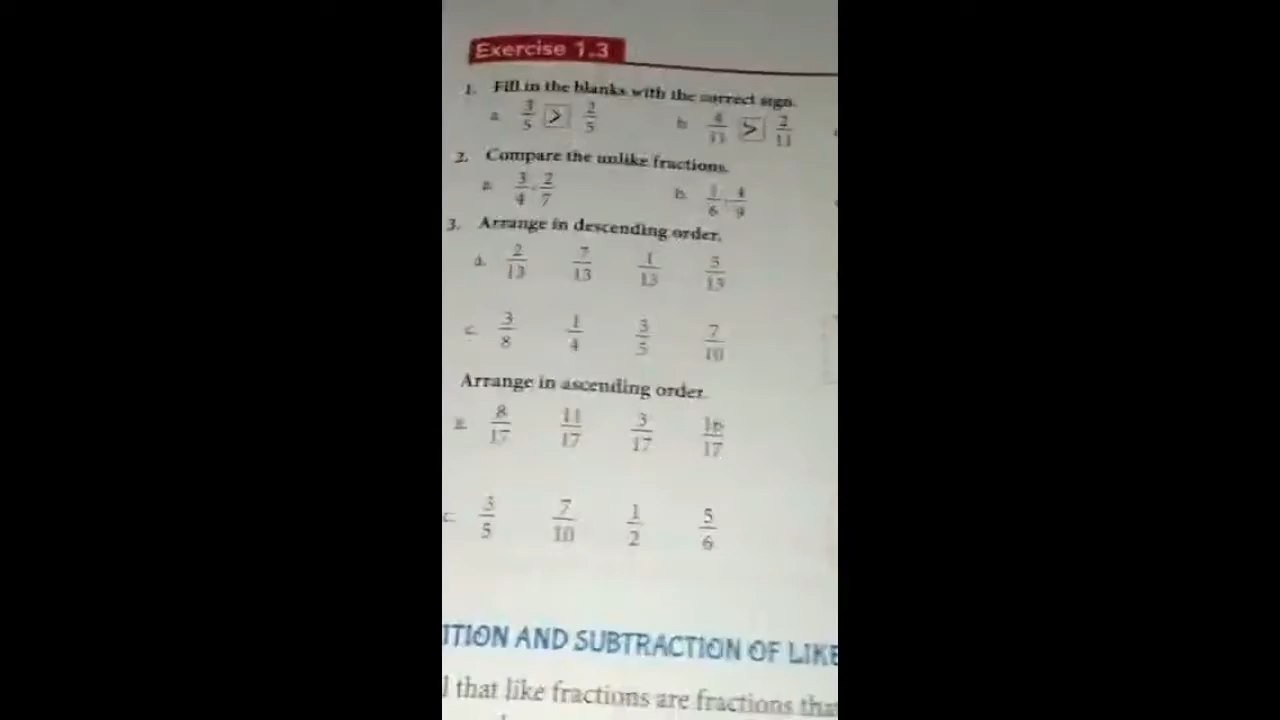 Exercise 1.3
1. Fill in the blanks with the correct sign.
a. 3/5 > 2/5 b. 4/11 > 2/11
2. Compare the unlike fractions.
a. 3/4, 2/7 b. 1/6, 4/9
3. Arrange in descending order.
a. 2/13 7/13 1/13 5/13
c. 3/8 1/4 3/5 7/10
Arrange in ascending order.
a. 8/17 11/17 3/17 16/17
c. 3/5 7/10 1/2 5/6
ITION AND SUBTRACTION OF LIKE
l that like fractions are fractions that